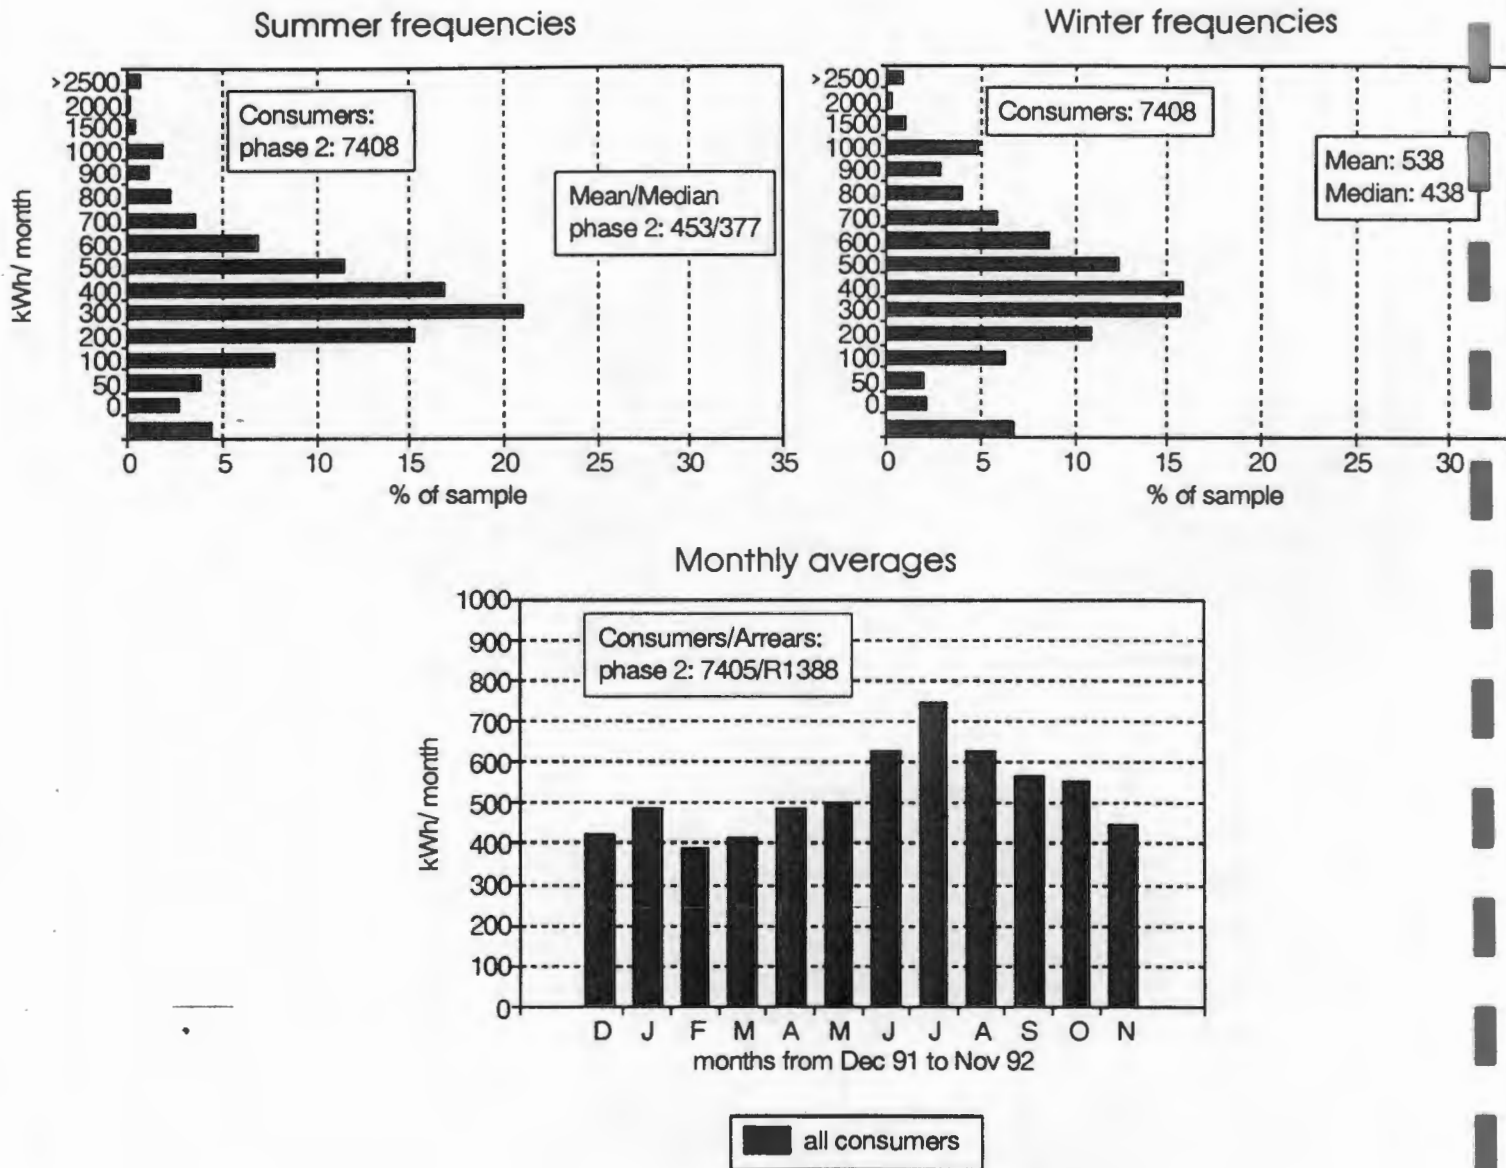 Summer frequencies
>2500
2000
1500
1000
900
800
700
600
500
400
300
200
100
50
0
kWh/ month
Consumers:
phase 2: 7408
Mean/Median
phase 2: 453/377
0 5 10 15 20 25 30 35
% of sample
Winter frequencies
>2500
2000
1500
1000
900
800
700
600
500
400
300
200
100
50
0
Consumers: 7408
Mean: 538
Median: 438
0 5 10 15 20 25 30
% of sample
Monthly averages
1000
900
800
700
600
500
400
300
200
100
0
kWh/ month
Consumers/Arrears:
phase 2: 7405/R1388
D J F M A M J J A S O N
months from Dec 91 to Nov 92
all consumers